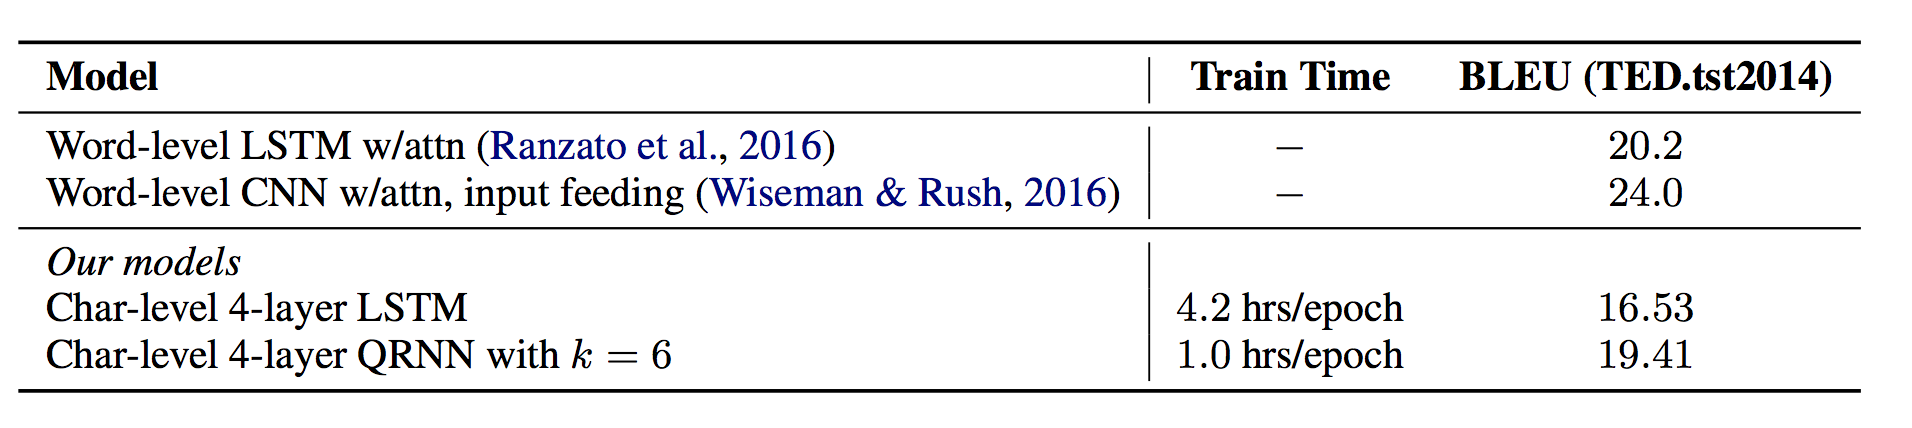 Model Train Time BLEU (TED.tst2014)
Word-level LSTM w/attn (Ranzato et al., 2016) − 20.2
Word-level CNN w/attn, input feeding (Wiseman & Rush, 2016) − 24.0
Our models
Char-level 4-layer LSTM 4.2 hrs/epoch 16.53
Char-level 4-layer QRNN with k = 6 1.0 hrs/epoch 19.41